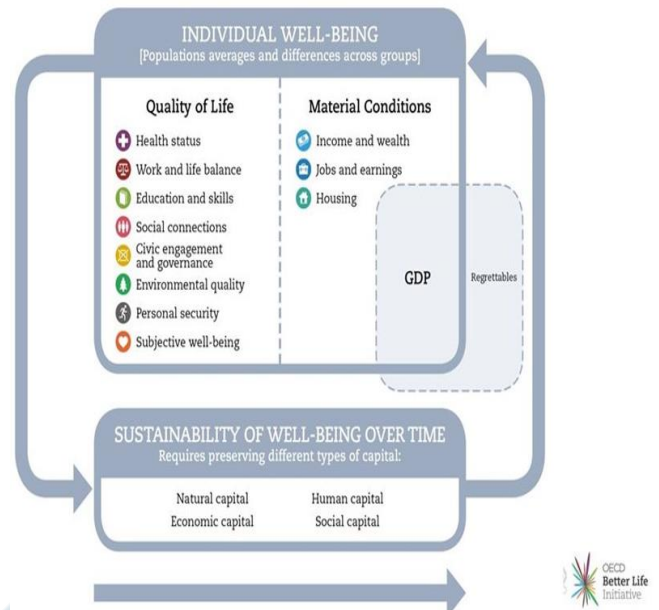 INDIVIDUAL WELL-BEING
[Populations averages and differences across groups]
Quality of Life
Health status
Work and life balance
Education and skills
Social connections
Civic engagement
and governance
Environmental quality
Personal security
Subjective well-being
Material Conditions
Income and wealth
Jobs and earnings
Housing
GDP
Regrettables
SUSTAINABILITY OF WELL-BEING OVER TIME
Requires preserving different types of capital:
Natural capital
Human capital
Economic capital
Social capital
OECD
Better Life
Initiative